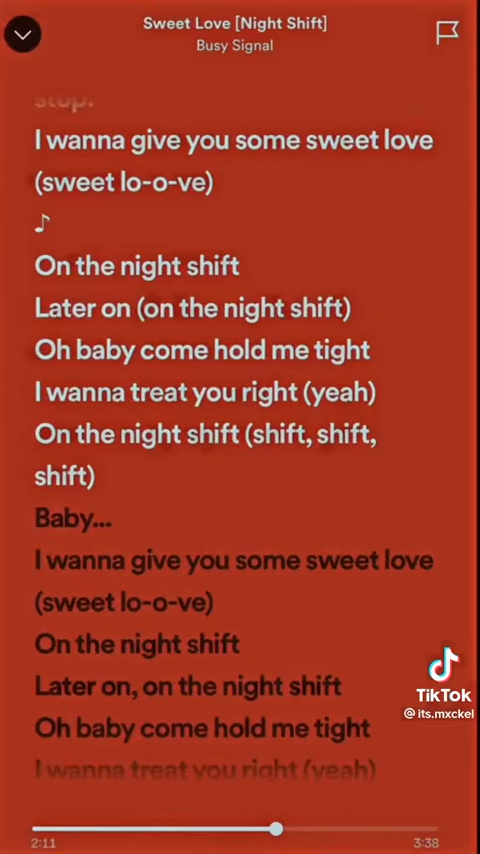 Sweet Love [Night Shift]
Busy Signal
stop.
I wanna give you some sweet love
(sweet lo-o-ve)
♪
On the night shift
Later on (on the night shift)
Oh baby come hold me tight
I wanna treat you right (yeah)
On the night shift (shift, shift,
shift)
Baby...
I wanna give you some sweet love
(sweet lo-o-ve)
On the night shift
Later on, on the night shift
Oh baby come hold me tight
I wanna treat you right (yeah)
TikTok
@its.mxckel
2:11
3:38